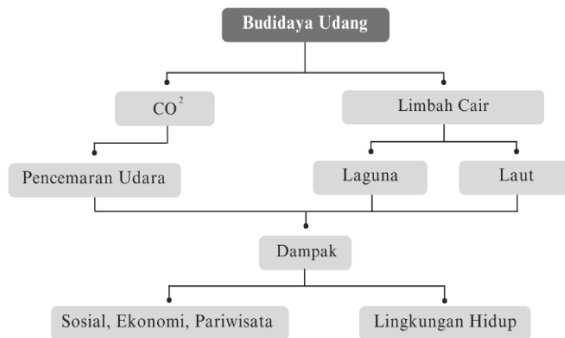 Budidaya Udang
CO²
Limbah Cair
Pencemaran Udara
Laguna
Laut
Dampak
Sosial, Ekonomi, Pariwisata
Lingkungan Hidup